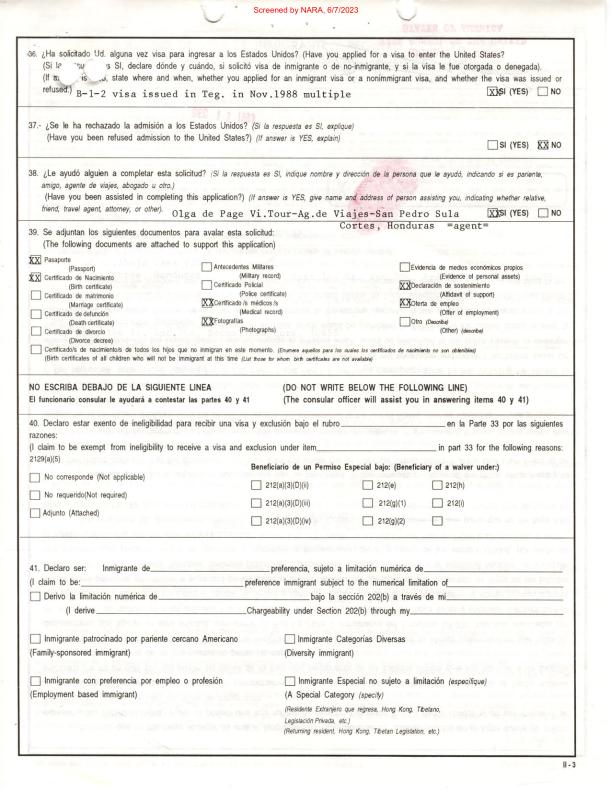 Screened by NARA, 6/7/2023
36. ¿Ha solicitado Ud. alguna vez visa para ingresar a los Estados Unidos? (Have you applied for a visa to enter the United States?
(Si SI, declare dónde y cuándo, si solicitó visa de inmigrante o de no-inmigrante, y si la visa le fue otorgada o denegada).
(If state where and when, whether you applied for an immigrant visa or a nonimmigrant visa, and whether the visa was issued or
refused.) B-1-2 visa issued in Teg. in Nov.1988 multiple XX SI (YES) NO
37.- ¿Se le ha rechazado la admisión a los Estados Unidos? (Si la respuesta es SI, explique)
(Have you been refused admission to the United States?) (If answer is YES, explain)
SI (YES) XX NO
38. ¿Le ayudó alguien a completar esta solicitud? (Si la respuesta es SI, indique nombre y dirección de la persona que le ayudó, indicando si es pariente,
amigo, agente de viajes, abogado u otro.)
(Have you been assisted in completing this application?) (If answer is YES, give name and address of person assisting you, indicating whether relative,
friend, travel agent, attorney, or other). Olga de Page Vi.Tour-Ag.de Viajes-San Pedro Sula XX SI (YES) NO
Cortes, Honduras =agent=
39. Se adjuntan los siguientes documentos para avalar esta solicitud:
(The following documents are attached to support this application)
XX Pasaporte
(Passport)
XX Certificado de Nacimiento
(Birth certificate)
Certificado de matrimonio
(Marriage certificate)
Certificado de defunción
(Death certificate)
Certificado de divorcio
(Divorce decree)
Antecedentes Militares
(Military record)
Certificado Policial
(Police certificate)
XX Certificado /s médicos /s
(Medical record)
XX Fotografías
(Photographs)
Evidencia de medios económicos propios
(Evidence of personal assets)
XX Declaración de sostenimiento
(Affidavit of support)
XX Oferta de empleo
(Offer of employment)
Otro (Describa)
(Other) (describe)
Certificado/s de nacimiento/s de todos los hijos que no inmigran en este momento. (Enumere aquellos para los cuales los certificados de nacimiento no son obtenibles)
(Birth certificates of all children who will not be immigrant at this time (List those for whom birth certificates are not available)
NO ESCRIBA DEBAJO DE LA SIGUIENTE LINEA (DO NOT WRITE BELOW THE FOLLOWING LINE)
El funcionario consular le ayudará a contestar las partes 40 y 41 (The consular officer will assist you in answering items 40 y 41)
40. Declaro estar exento de ineligibilidad para recibir una visa y exclusión bajo el rubro en la Parte 33 por las siguientes
razones:
(I claim to be exempt from ineligibility to receive a visa and exclusion under item in part 33 for the following reasons:
2129(a)(5)
Beneficiario de un Permiso Especial bajo: (Beneficiary of a waiver under:)
No corresponde (Not applicable)
No requerido(Not required)
Adjunto (Attached)
212(a)(3)(D)(ii) 212(e) 212(h)
212(a)(3)(D)(iii) 212(g)(1) 212(i)
212(a)(3)(D)(iv) 212(g)(2)
41. Declaro ser: Inmigrante de preferencia, sujeto a limitación numérica de
(I claim to be: preference immigrant subject to the numerical limitation of
Derivo la limitación numérica de bajo la sección 202(b) a través de mi
(I derive Chargeability under Section 202(b) through my
Inmigrante patrocinado por pariente cercano Americano Inmigrante Categorías Diversas
(Family-sponsored immigrant) (Diversity immigrant)
Inmigrante con preferencia por empleo o profesión Inmigrante Especial no sujeto a limitación (especifique)
(Employment based immigrant) (A Special Category (specify)
(Residente Extranjero que regresa, Hong Kong, Tibetano,
Legislación Privada, etc.)
(Returning resident, Hong Kong, Tibetan Legislation, etc.)
II - 3